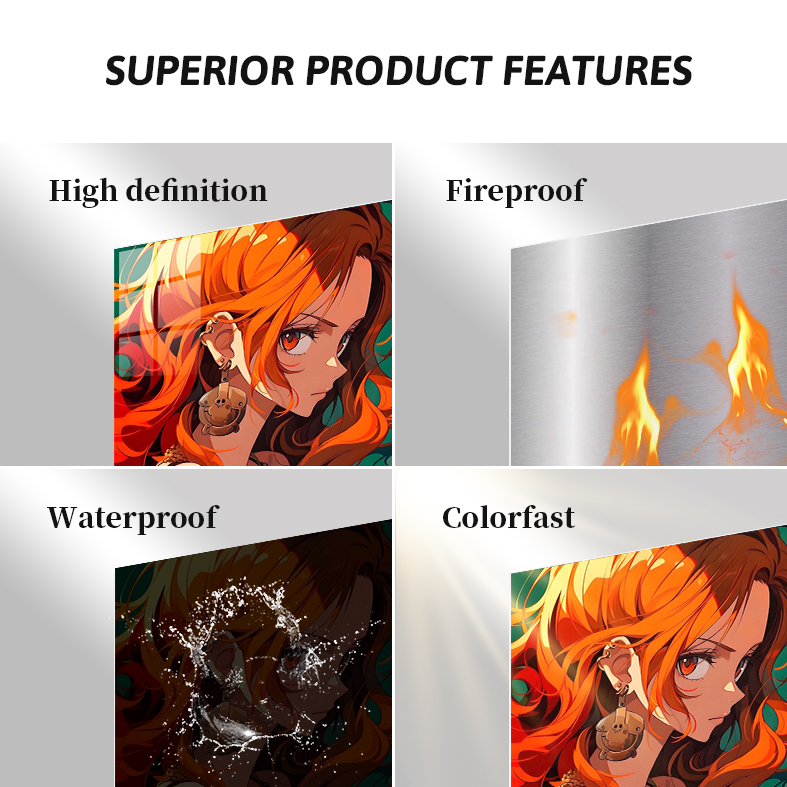 SUPERIOR PRODUCT FEATURES
High definition
Fireproof
Waterproof
Colorfast